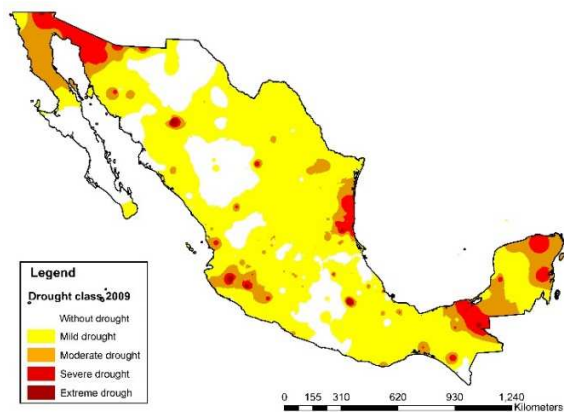 Legend
Drought class 2009
Without drought
Mild drought
Moderate drought
Severe drought
Extreme drough
0 155 310 620 930 1,240
Kilometers